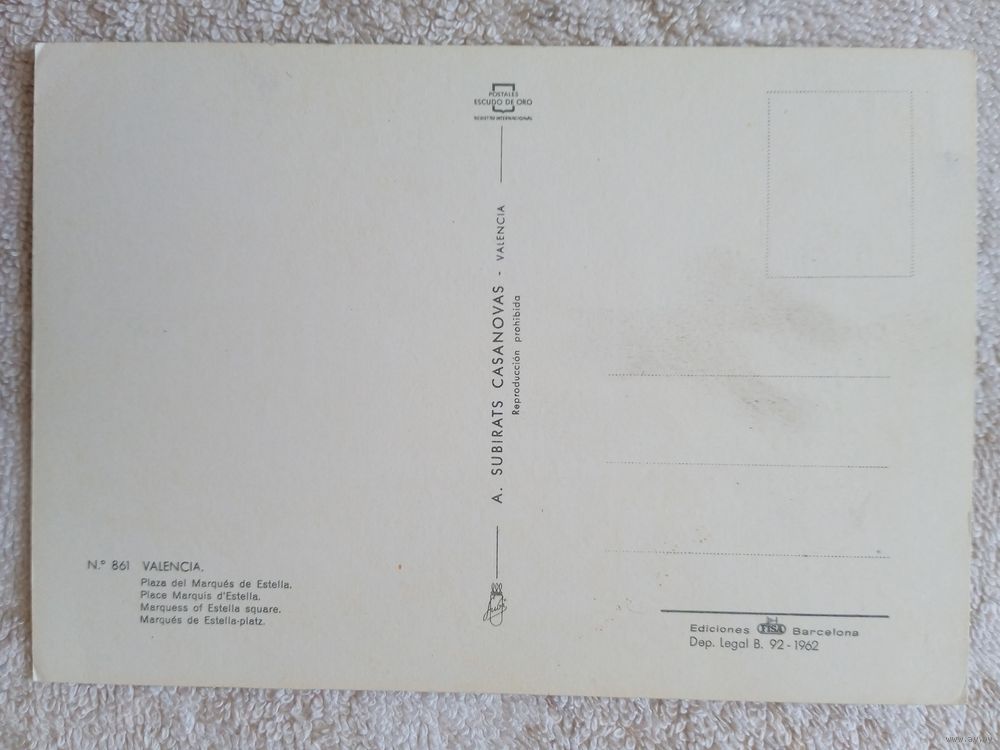 POSTALES
ESCUDO DE ORO
REGISTRO INTERNACIONAL
A. SUBIRATS CASANOVAS - VALENCIA
Reproducción prohibida
N.º 861 VALENCIA.
Plaza del Marqués de Estella.
Place Marquis d'Estella.
Marquess of Estella square.
Marqués de Estella-platz.
Ediciones FISA Barcelona
Dep. Legal B. 92-1962